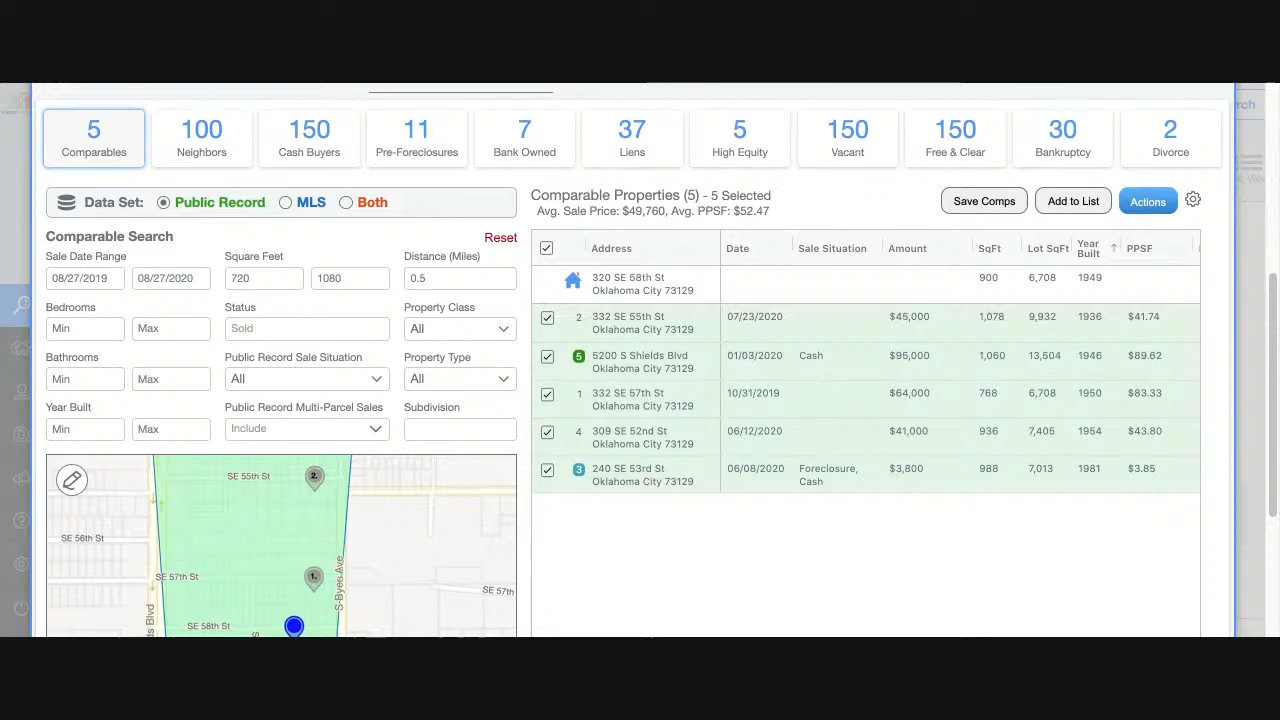 5
Comparables
100
Neighbors
150
Cash Buyers
11
Pre-Foreclosures
7
Bank Owned
37
Liens
5
High Equity
150
Vacant
150
Free & Clear
30
Bankruptcy
2
Divorce
Data Set: Public Record MLS Both
Comparable Search Reset
Sale Date Range Square Feet Distance (Miles)
08/27/2019 08/27/2020 720 1080 0.5
Bedrooms Status Property Class
Min Max Sold All
Bathrooms Public Record Sale Situation Property Type
Min Max All All
Year Built Public Record Multi-Parcel Sales Subdivision
Min Max Include
SE 55th St 2.
SE 56th St
SE 57th St 1. S Byers Ave SE 57th
SE 58th St
ds Blvd
Comparable Properties (5) - 5 Selected
Avg. Sale Price: $49,760, Avg. PPSF: $52.47
Save Comps Add to List Actions
Address Date Sale Situation Amount SqFt Lot SqFt Year Built PPSF
320 SE 58th St 900 6,708 1949
Oklahoma City 73129
2 332 SE 55th St 07/23/2020 $45,000 1,078 9,932 1936 $41.74
Oklahoma City 73129
5 5200 S Shields Blvd 01/03/2020 Cash $95,000 1,060 13,504 1946 $89.62
Oklahoma City 73129
1 332 SE 57th St 10/31/2019 $64,000 768 6,708 1950 $83.33
Oklahoma City 73129
4 309 SE 52nd St 06/12/2020 $41,000 936 7,405 1954 $43.80
Oklahoma City 73129
3 240 SE 53rd St 06/08/2020 Foreclosure, $3,800 988 7,013 1981 $3.85
Oklahoma City 73129 Cash